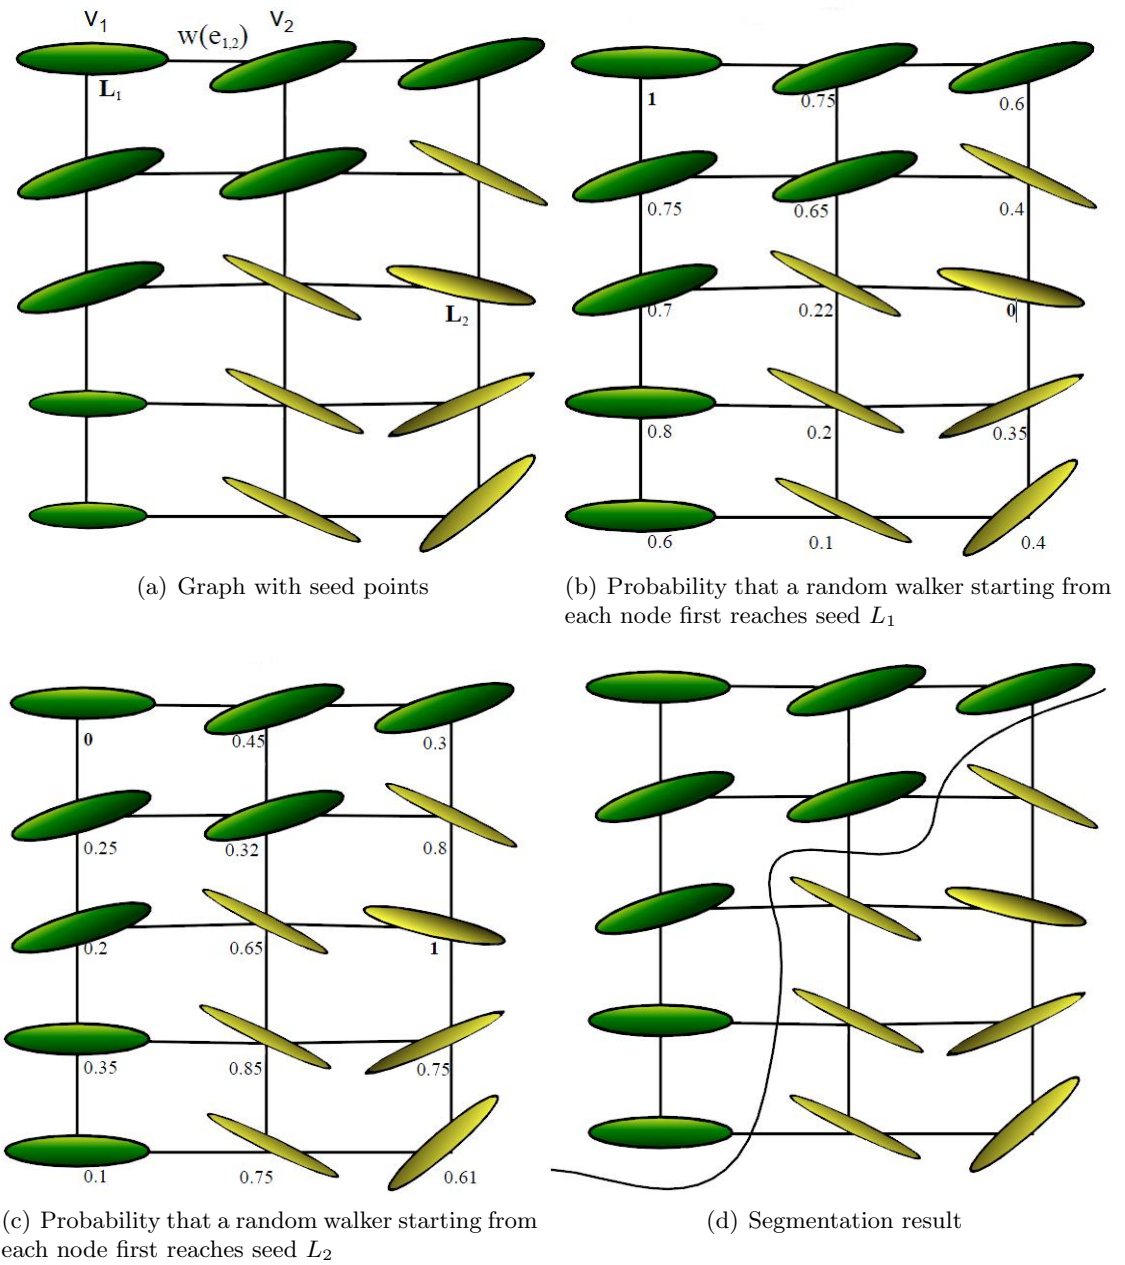 V₁ w(e₁,₂) V₂
L₁
L₂
(a) Graph with seed points
1 0.75 0.6
0.75 0.65 0.4
0.7 0.22 0
0.8 0.2 0.35
0.6 0.1 0.4
(b) Probability that a random walker starting from
each node first reaches seed L₁
0 0.45 0.3
0.25 0.32 0.8
0.2 0.65 1
0.35 0.85 0.75
0.1 0.75 0.61
(c) Probability that a random walker starting from
each node first reaches seed L₂
(d) Segmentation result